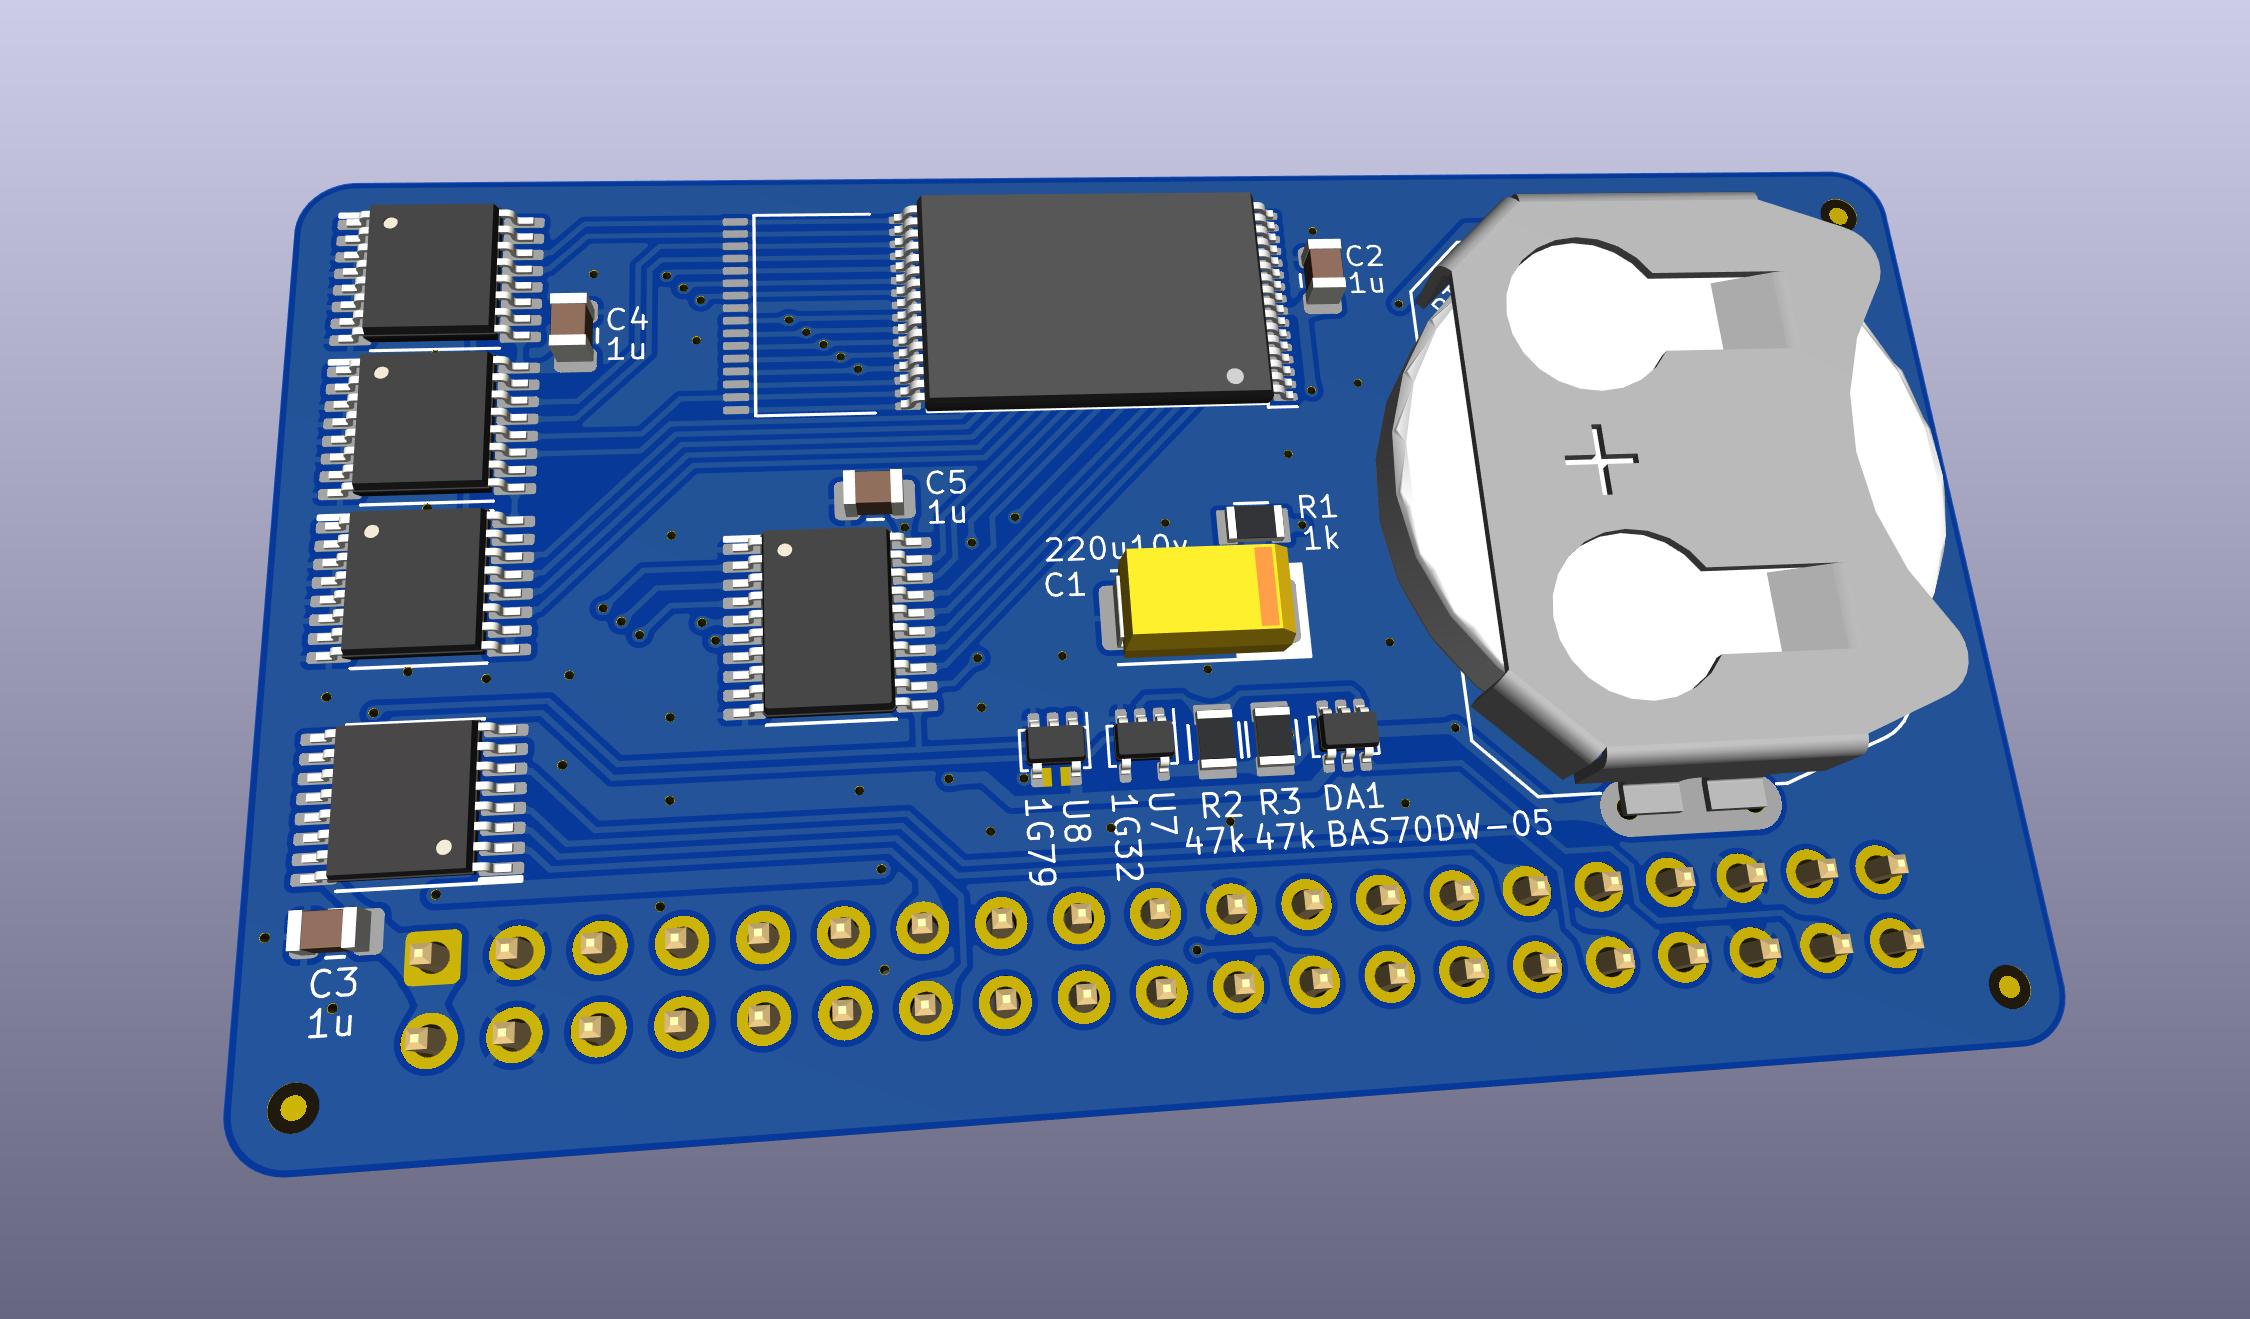 C2
1u
C4
1u
C5
1u
R1
1k
220u10v
C1
U8
1G79
U7
1G32
R2
47k
R3
47k
DA1
BAS70DW-05
C3
1u
+